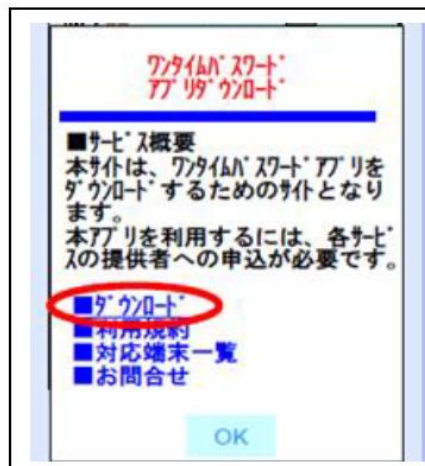 ﾜﾝﾀｲﾑﾊﾟｽﾜｰﾄﾞ
ｱﾌﾟﾘﾀﾞｳﾝﾛｰﾄﾞ
■ｻｰﾋﾞｽ概要
本ｻｲﾄは、ﾜﾝﾀｲﾑﾊﾟｽﾜｰﾄﾞｱﾌﾟﾘを
ﾀﾞｳﾝﾛｰﾄﾞするためのｻｲﾄとなり
ます。
本ｱﾌﾟﾘを利用するには、各ｻｰﾋﾞ
ｽの提供者への申込が必要です。
■ﾀﾞｳﾝﾛｰﾄﾞ
■利用規約
■対応端末一覧
■お問合せ
OK